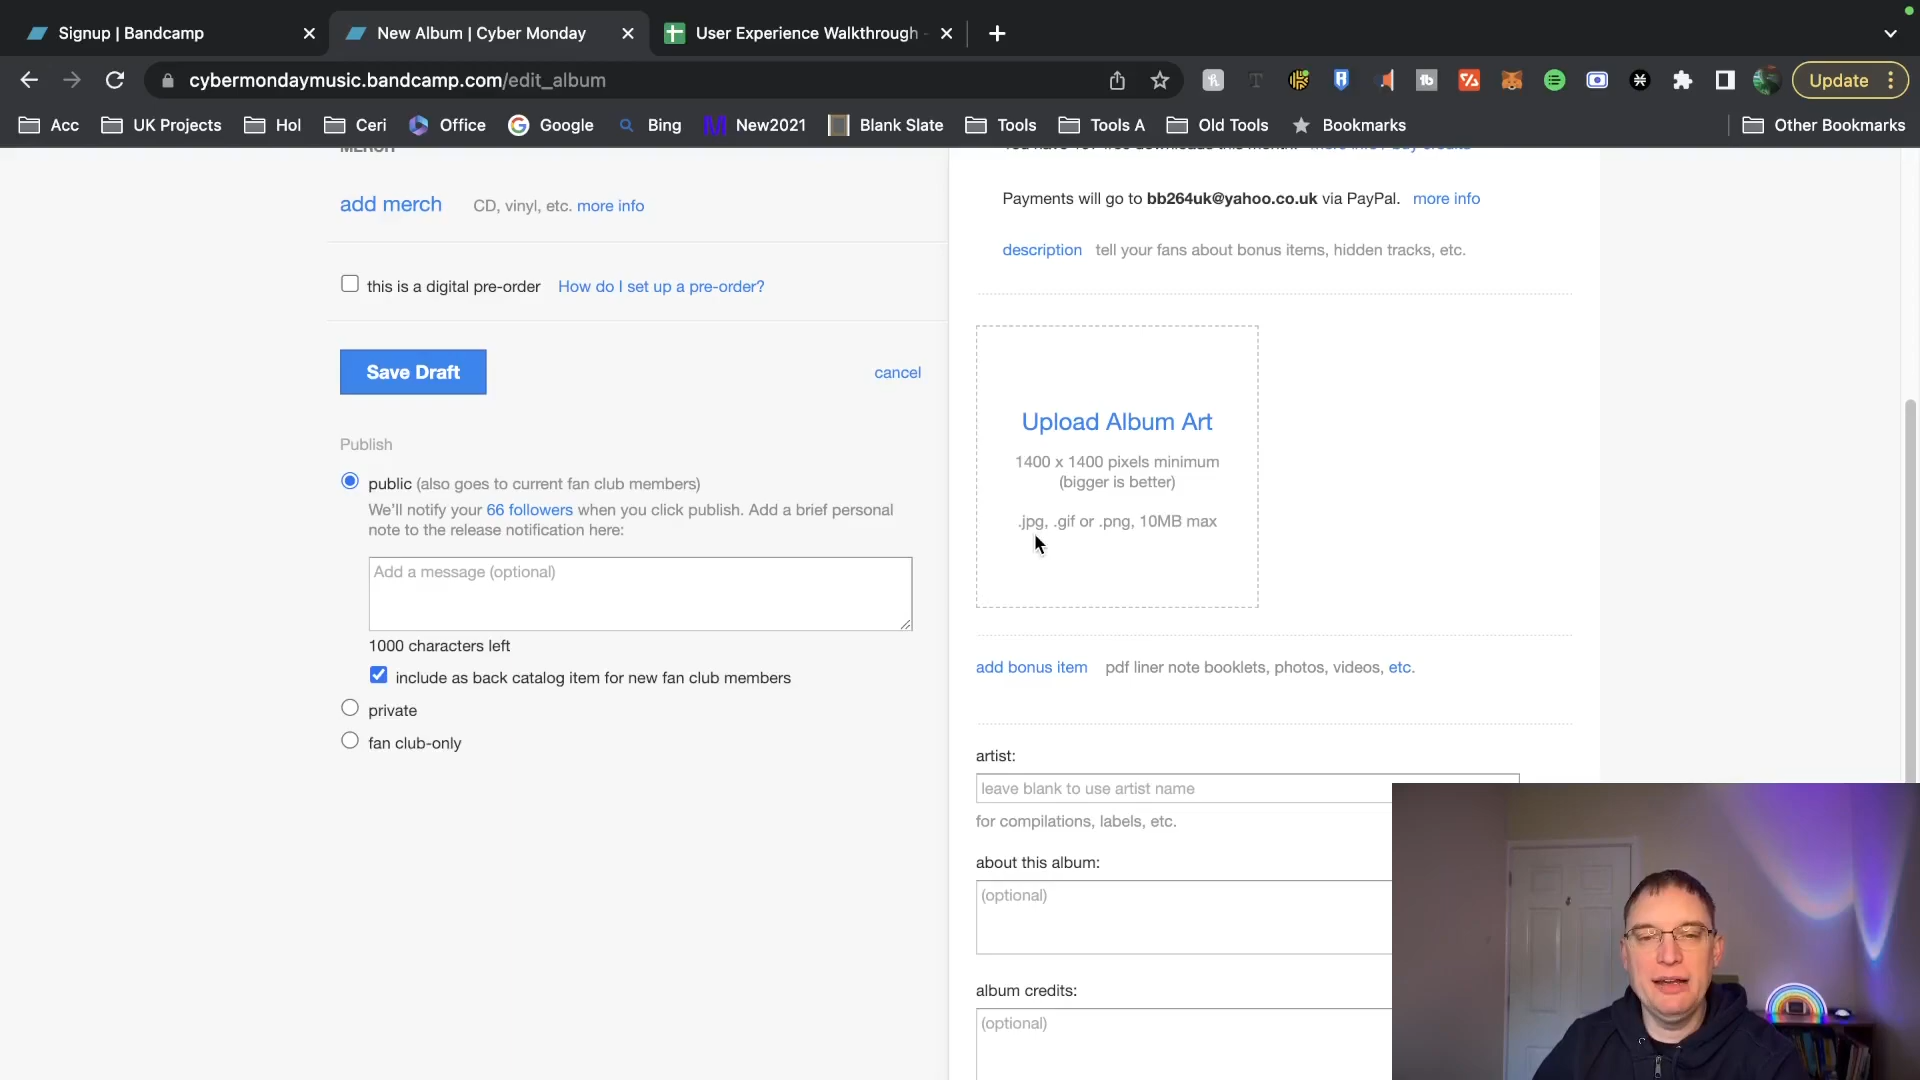 Signup | Bandcamp
New Album | Cyber Monday
User Experience Walkthrough -
cybermondaymusic.bandcamp.com/edit_album
Update
Acc
UK Projects
Hol
Ceri
Office
Google
Bing
New2021
Blank Slate
Tools
Tools A
Old Tools
Bookmarks
Other Bookmarks
MERCH
add merch CD, vinyl, etc. more info
this is a digital pre-order How do I set up a pre-order?
Save Draft
cancel
Publish
public (also goes to current fan club members)
We'll notify your 66 followers when you click publish. Add a brief personal
note to the release notification here:
Add a message (optional)
1000 characters left
include as back catalog item for new fan club members
private
fan club-only
Payments will go to bb264uk@yahoo.co.uk via PayPal. more info
description tell your fans about bonus items, hidden tracks, etc.
Upload Album Art
1400 x 1400 pixels minimum
(bigger is better)
.jpg, .gif or .png, 10MB max
add bonus item pdf liner note booklets, photos, videos, etc.
artist:
leave blank to use artist name
for compilations, labels, etc.
about this album:
(optional)
album credits:
(optional)